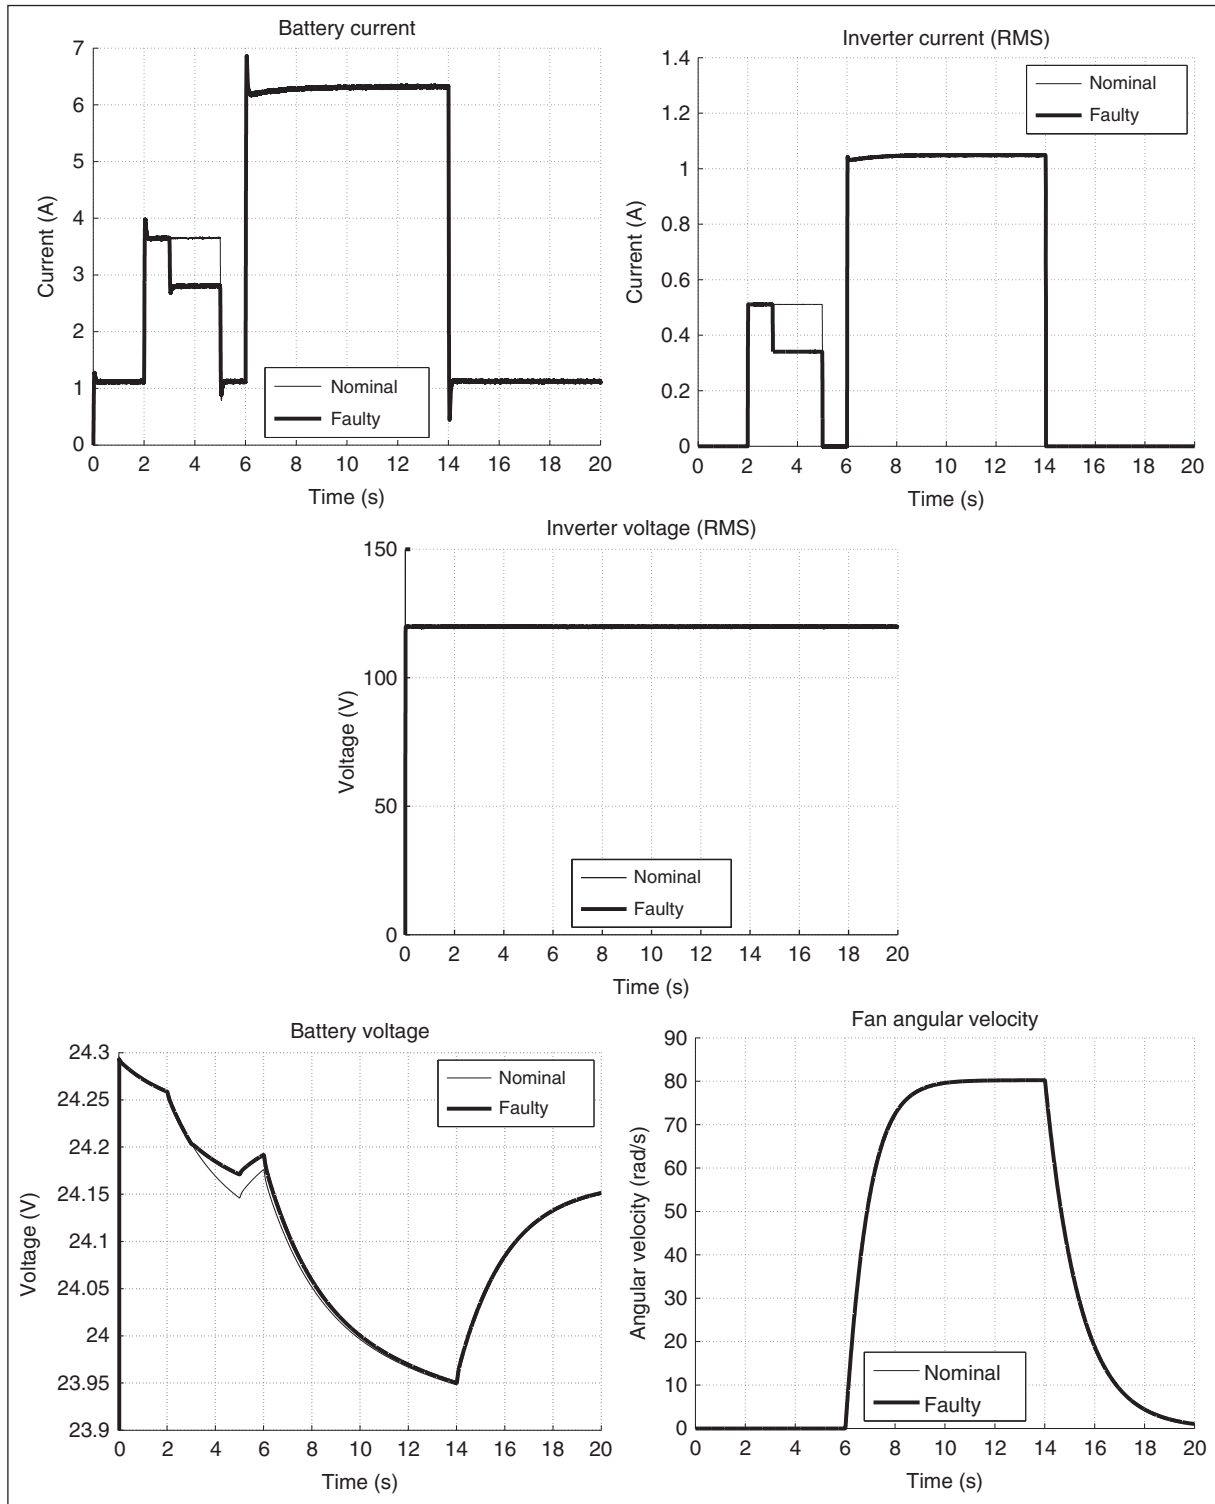 Battery current
7
6
5
4
3
2
1
0
Current (A)
Nominal
Faulty
0 2 4 6 8 10 12 14 16 18 20
Time (s)
Inverter current (RMS)
1.4
1.2
1
0.8
0.6
0.4
0.2
0
Current (A)
Nominal
Faulty
0 2 4 6 8 10 12 14 16 18 20
Time (s)
Inverter voltage (RMS)
150
100
50
0
Voltage (V)
Nominal
Faulty
0 2 4 6 8 10 12 14 16 18 20
Time (s)
Battery voltage
24.3
24.25
24.2
24.15
24.1
24.05
24
23.95
23.9
Voltage (V)
Nominal
Faulty
0 2 4 6 8 10 12 14 16 18 20
Time (s)
Fan angular velocity
90
80
70
60
50
40
30
20
10
0
Angular velocity (rad/s)
Nominal
Faulty
0 2 4 6 8 10 12 14 16 18 20
Time (s)